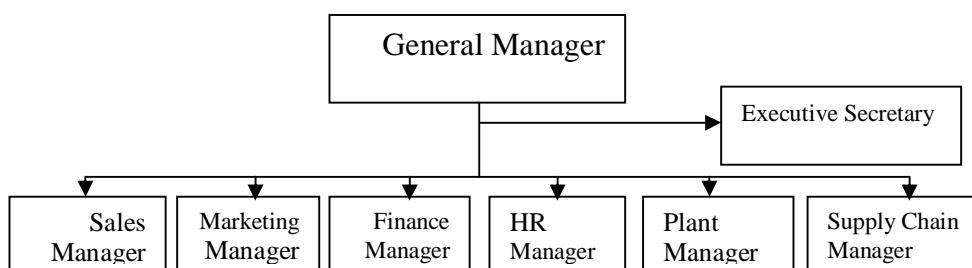 General Manager
Executive Secretary
Sales
Manager
Marketing
Manager
Finance
Manager
HR
Manager
Plant
Manager
Supply Chain
Manager